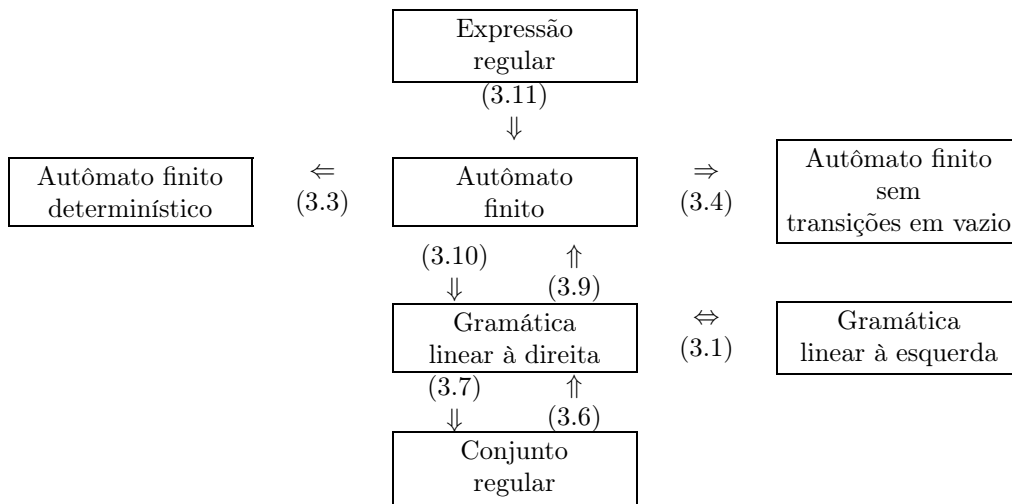 Expressão
regular
(3.11)
⇓
Autômato finito
determinístico
⇐
(3.3)
Autômato
finito
⇒
(3.4)
Autômato finito
sem
transições em vazio
(3.10)
⇓
⇑
(3.9)
Gramática
linear à direita
⇔
(3.1)
Gramática
linear à esquerda
(3.7)
⇓
⇑
(3.6)
Conjunto
regular